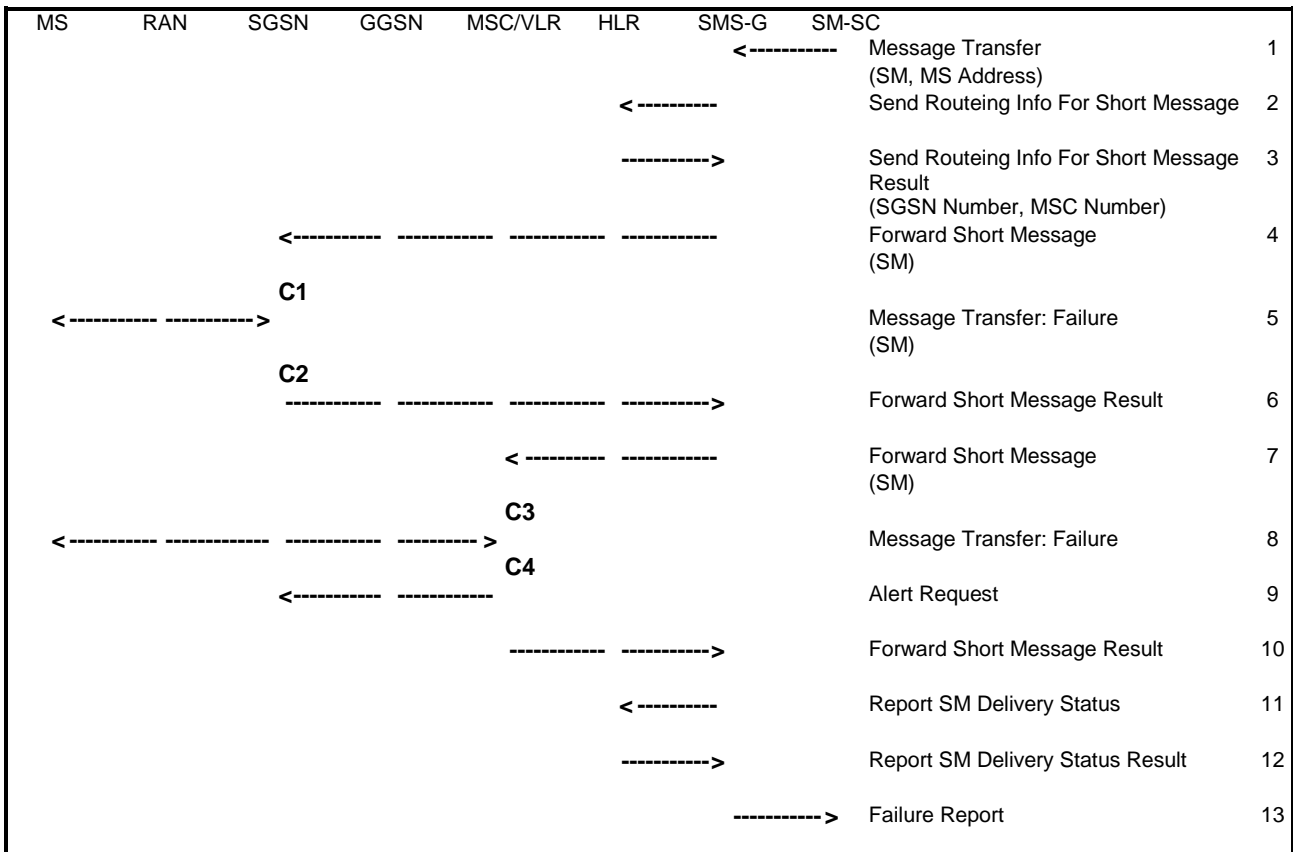 MS RAN SGSN GGSN MSC/VLR HLR SMS-G SM-SC
<----------- Message Transfer 1
(SM, MS Address)
<---------- Send Routeing Info For Short Message 2
-----------> Send Routeing Info For Short Message 3
Result
(SGSN Number, MSC Number)
<----------- ------------ ------------ ------------ Forward Short Message 4
(SM)
C1
<----------- -----------> Message Transfer: Failure 5
(SM)
C2
------------ ------------ ------------ -----------> Forward Short Message Result 6
<---------- ------------ Forward Short Message 7
(SM)
C3
<----------- ------------- ------------ ----------> Message Transfer: Failure 8
C4
<----------- ------------ Alert Request 9
------------ -----------> Forward Short Message Result 10
<---------- Report SM Delivery Status 11
-----------> Report SM Delivery Status Result 12
-----------> Failure Report 13